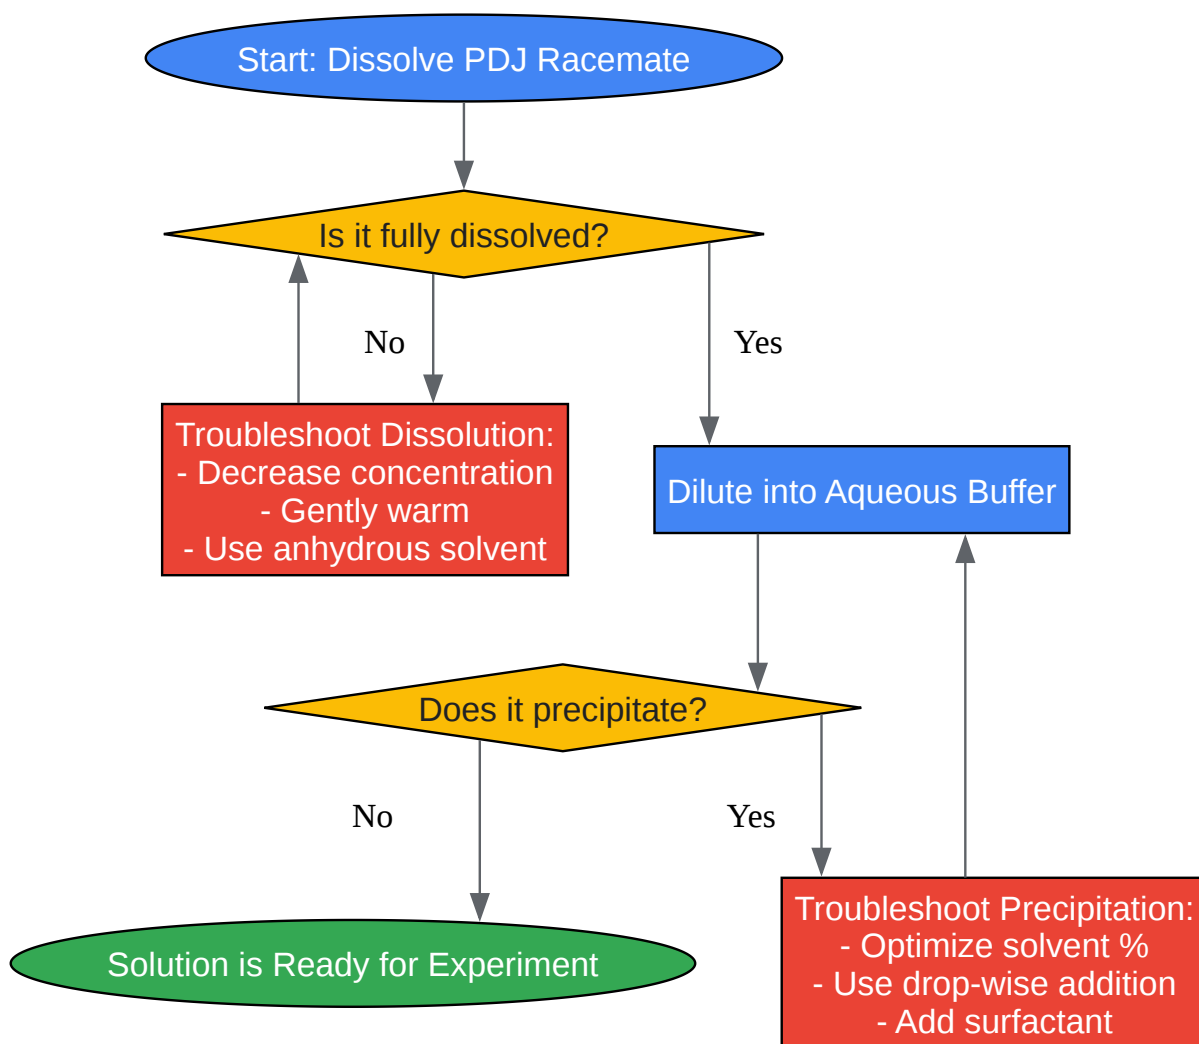 Start: Dissolve PDJ Racemate
Is it fully dissolved?
No
Yes
Troubleshoot Dissolution:
- Decrease concentration
- Gently warm
- Use anhydrous solvent
Dilute into Aqueous Buffer
Does it precipitate?
No
Yes
Solution is Ready for Experiment
Troubleshoot Precipitation:
- Optimize solvent %
- Use drop-wise addition
- Add surfactant